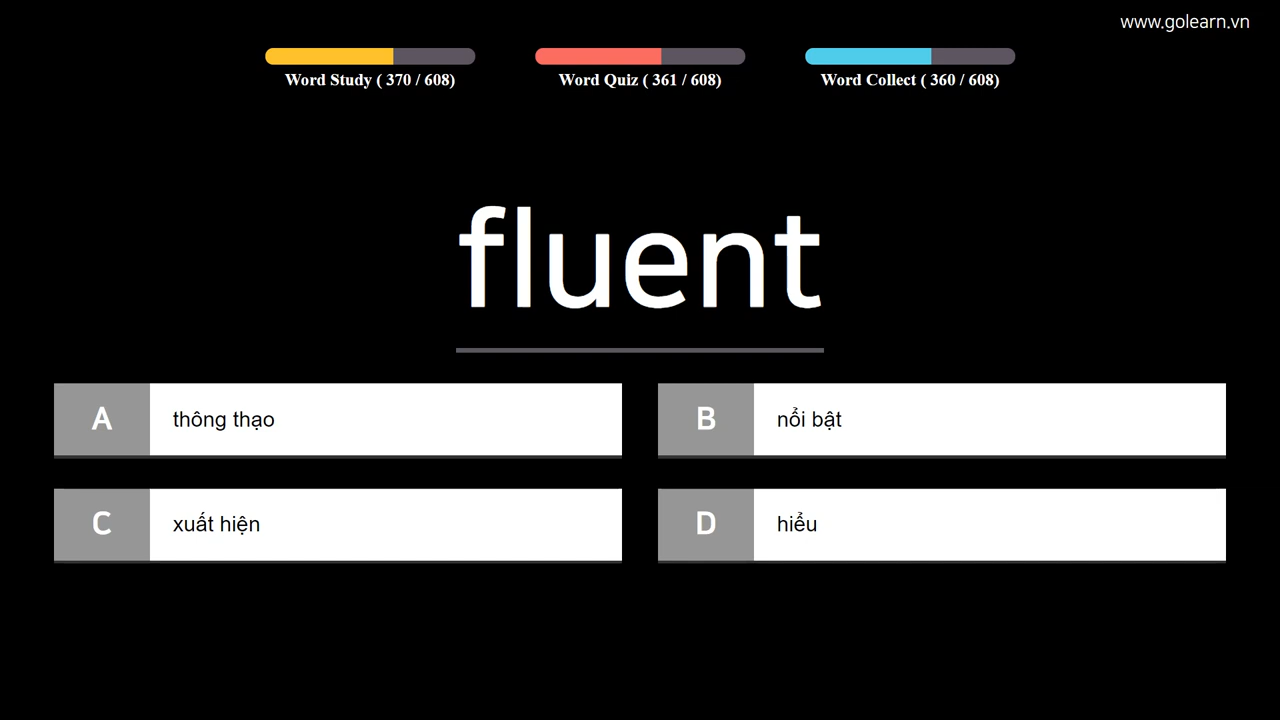 www.golearn.vn
Word Study ( 370 / 608)
Word Quiz ( 361 / 608)
Word Collect ( 360 / 608)
fluent
A thông thạo
B nổi bật
C xuất hiện
D hiểu